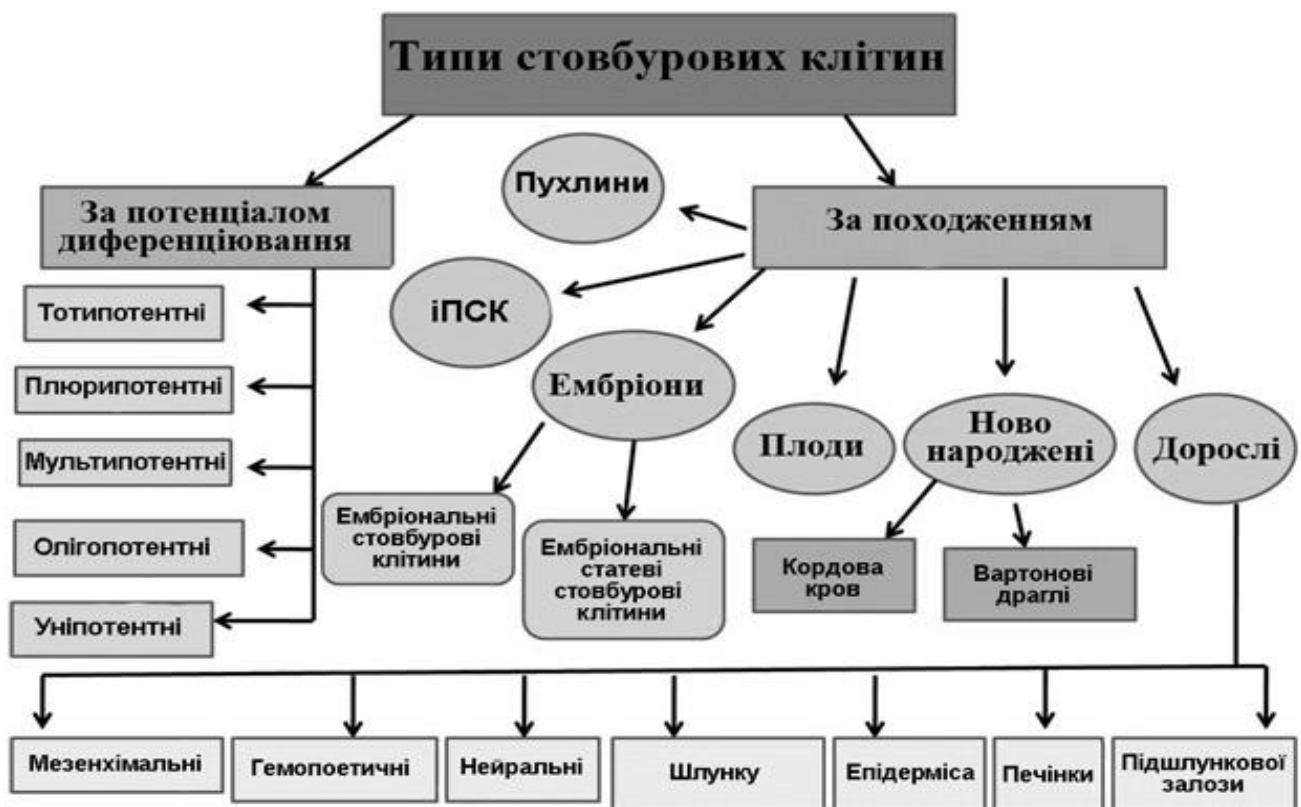 Типи стовбурових клітин
За потенціалом
диференціювання
Тотипотентні
Плюрипотентні
Мультипотентні
Олігопотентні
Уніпотентні
За походженням
Пухлини
іПСК
Ембріони
Ембріональні
стовбурові
клітини
Ембріональні
статеві
стовбурові
клітини
Плоди
Ново
народжені
Кордова
кров
Вартонові
драглі
Дорослі
Мезенхімальні
Гемопоетичні
Нейральні
Шлунку
Епідерміса
Печінки
Підшлункової
залози